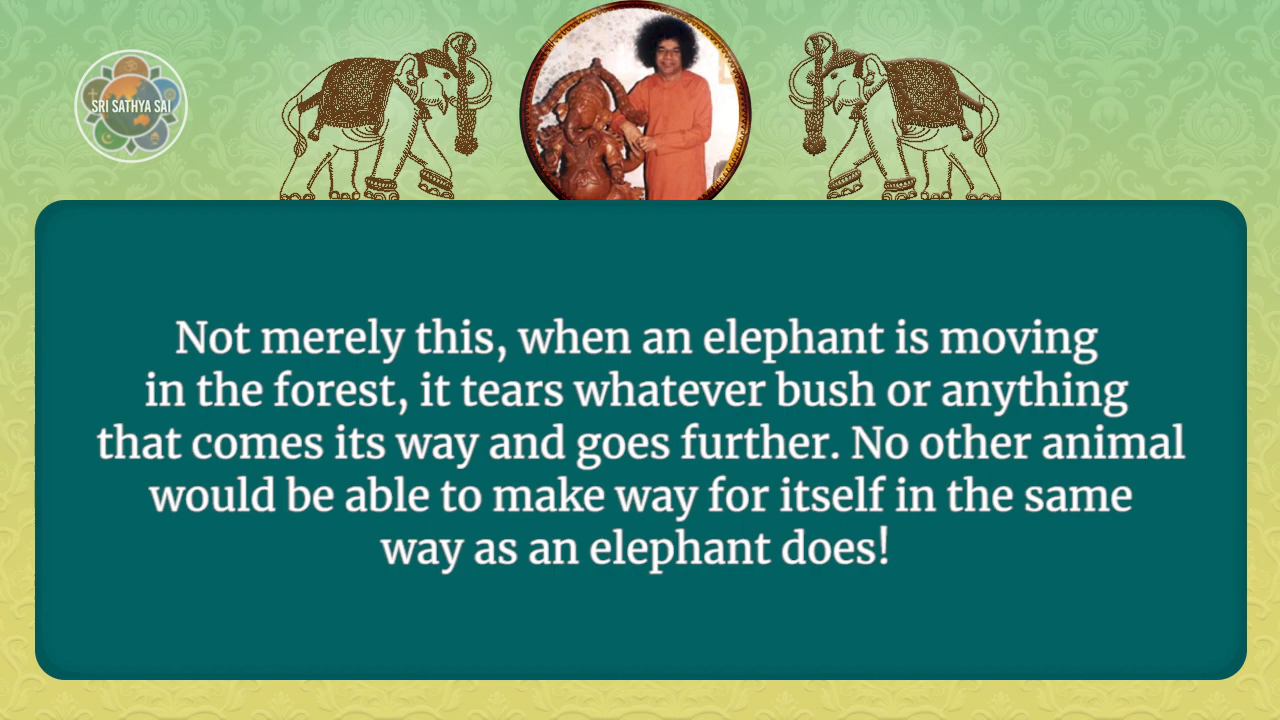 SRI SATHYA SAI
Not merely this, when an elephant is moving
in the forest, it tears whatever bush or anything
that comes its way and goes further. No other animal
would be able to make way for itself in the same
way as an elephant does!